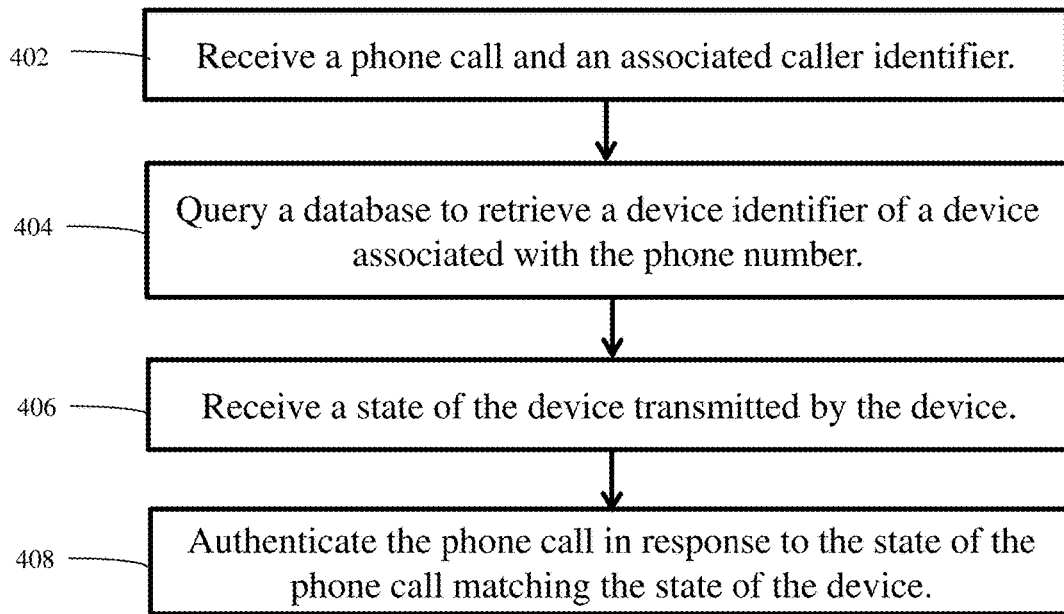 402
Receive a phone call and an associated caller identifier.
404
Query a database to retrieve a device identifier of a device
associated with the phone number.
406
Receive a state of the device transmitted by the device.
408
Authenticate the phone call in response to the state of the
phone call matching the state of the device.